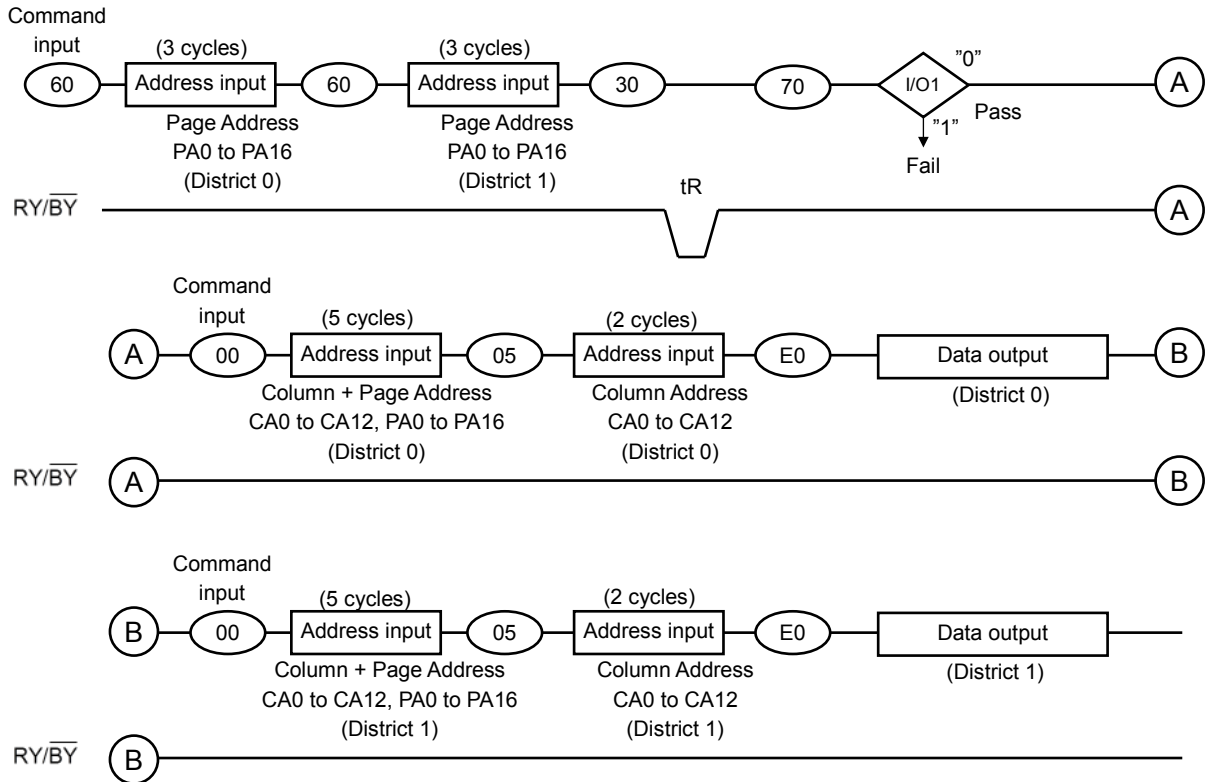 Command
input
(3 cycles)
(3 cycles)
"0"
60
Address input
60
Address input
30
70
I/O1
A
Page Address
PA0 to PA16
(District 0)
Page Address
PA0 to PA16
(District 1)
"1"
Pass
Fail
tR
RY/B̅Y̅
A
Command
input
(5 cycles)
(2 cycles)
A
00
Address input
05
Address input
E0
Data output
B
Column + Page Address
CA0 to CA12, PA0 to PA16
(District 0)
Column Address
CA0 to CA12
(District 0)
(District 0)
RY/B̅Y̅
A
B
Command
input
(5 cycles)
(2 cycles)
B
00
Address input
05
Address input
E0
Data output
Column + Page Address
CA0 to CA12, PA0 to PA16
(District 1)
Column Address
CA0 to CA12
(District 1)
(District 1)
RY/B̅Y̅
B